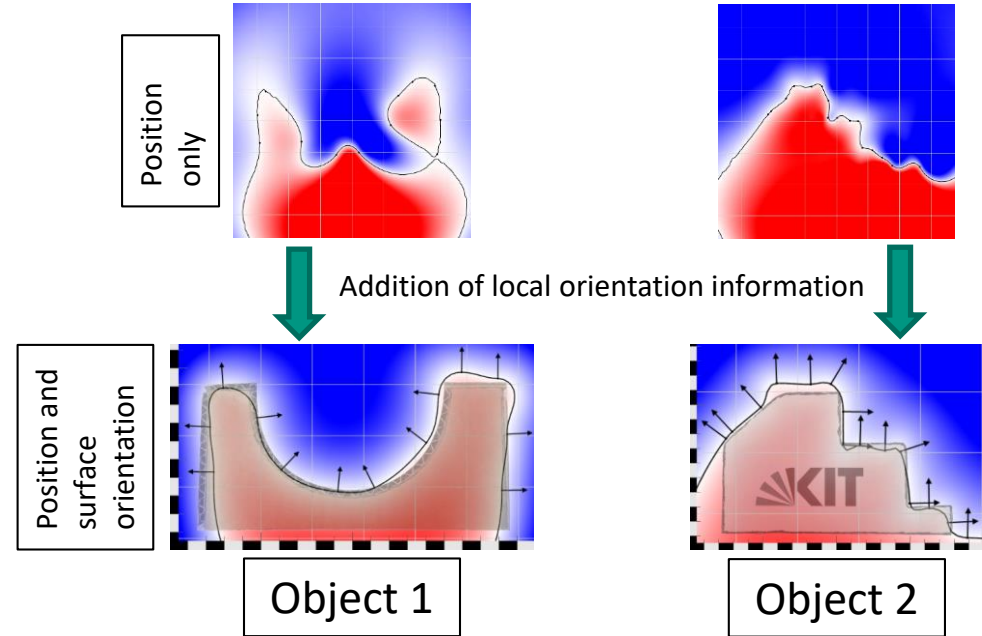 Position
only
Addition of local orientation information
Position and
surface
orientation
KIT
Object 1
Object 2